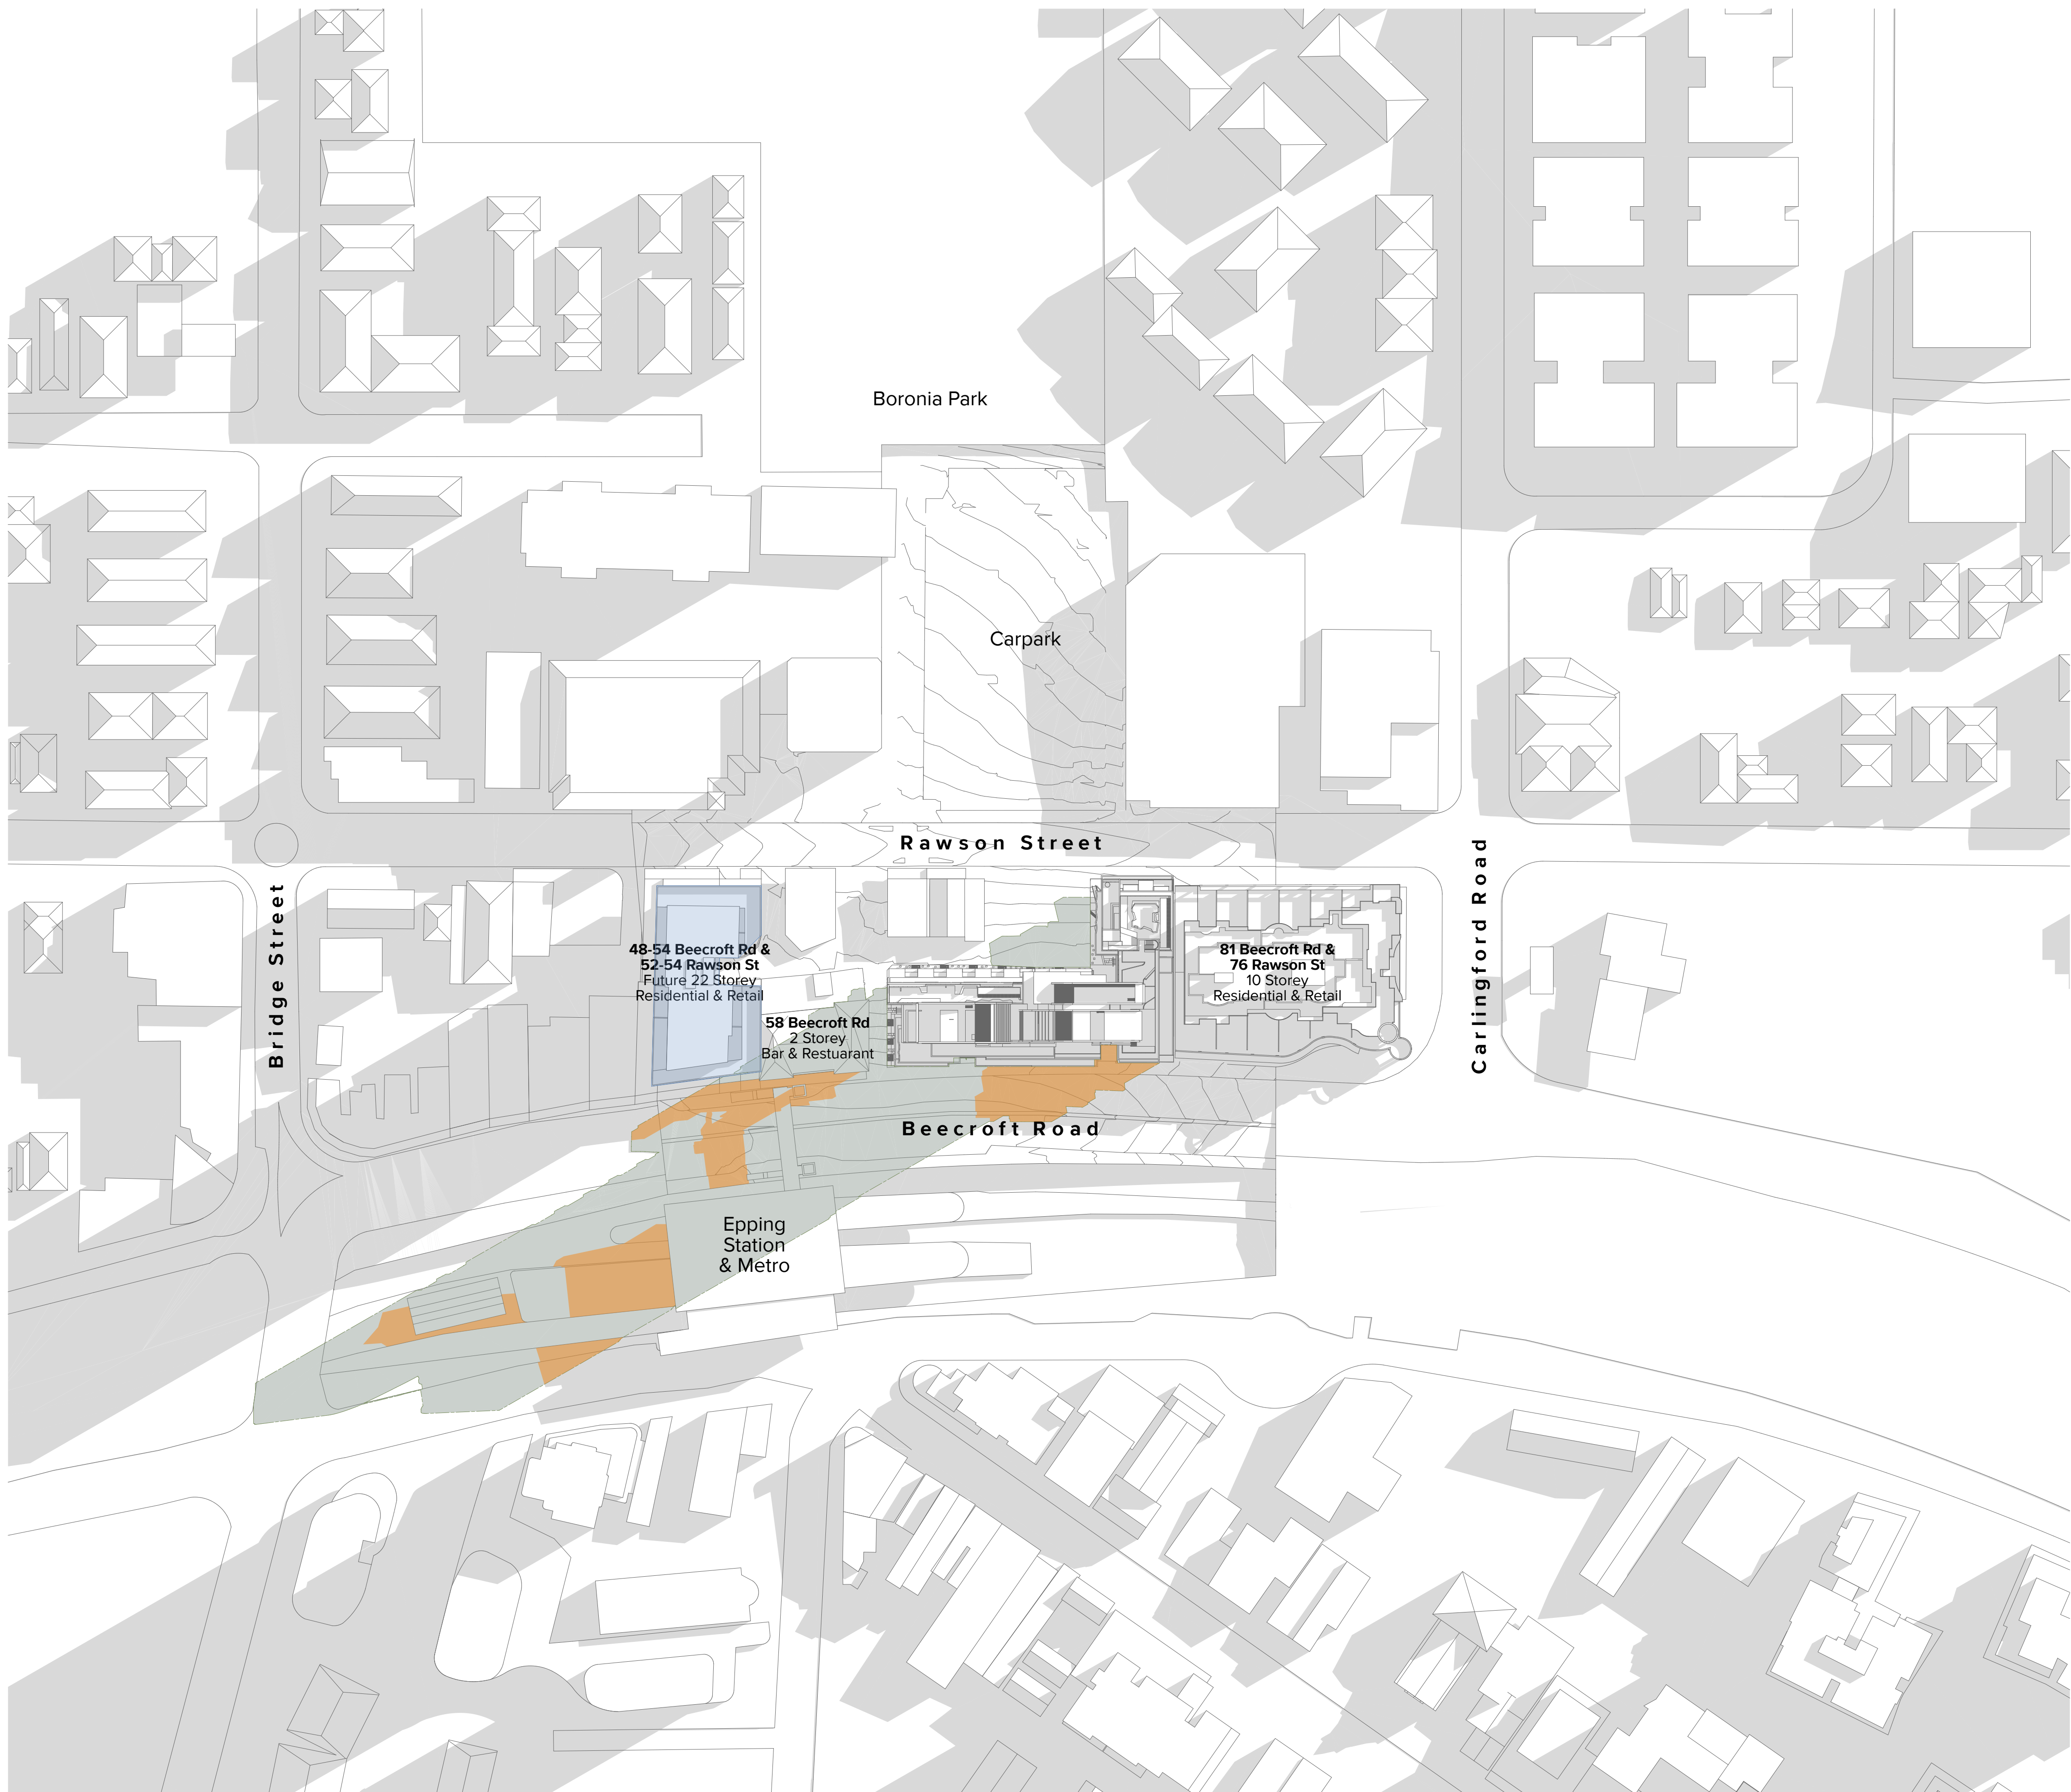 Boronia Park
Carpark
Rawson Street
Bridge Street
Carlingford Road
48-54 Beecroft Rd &
52-54 Rawson St
Future 22 Storey
Residential & Retail
58 Beecroft Rd
2 Storey
Bar & Restuarant
81 Beecroft Rd &
76 Rawson St
10 Storey
Residential & Retail
Beecroft Road
Epping
Station
& Metro